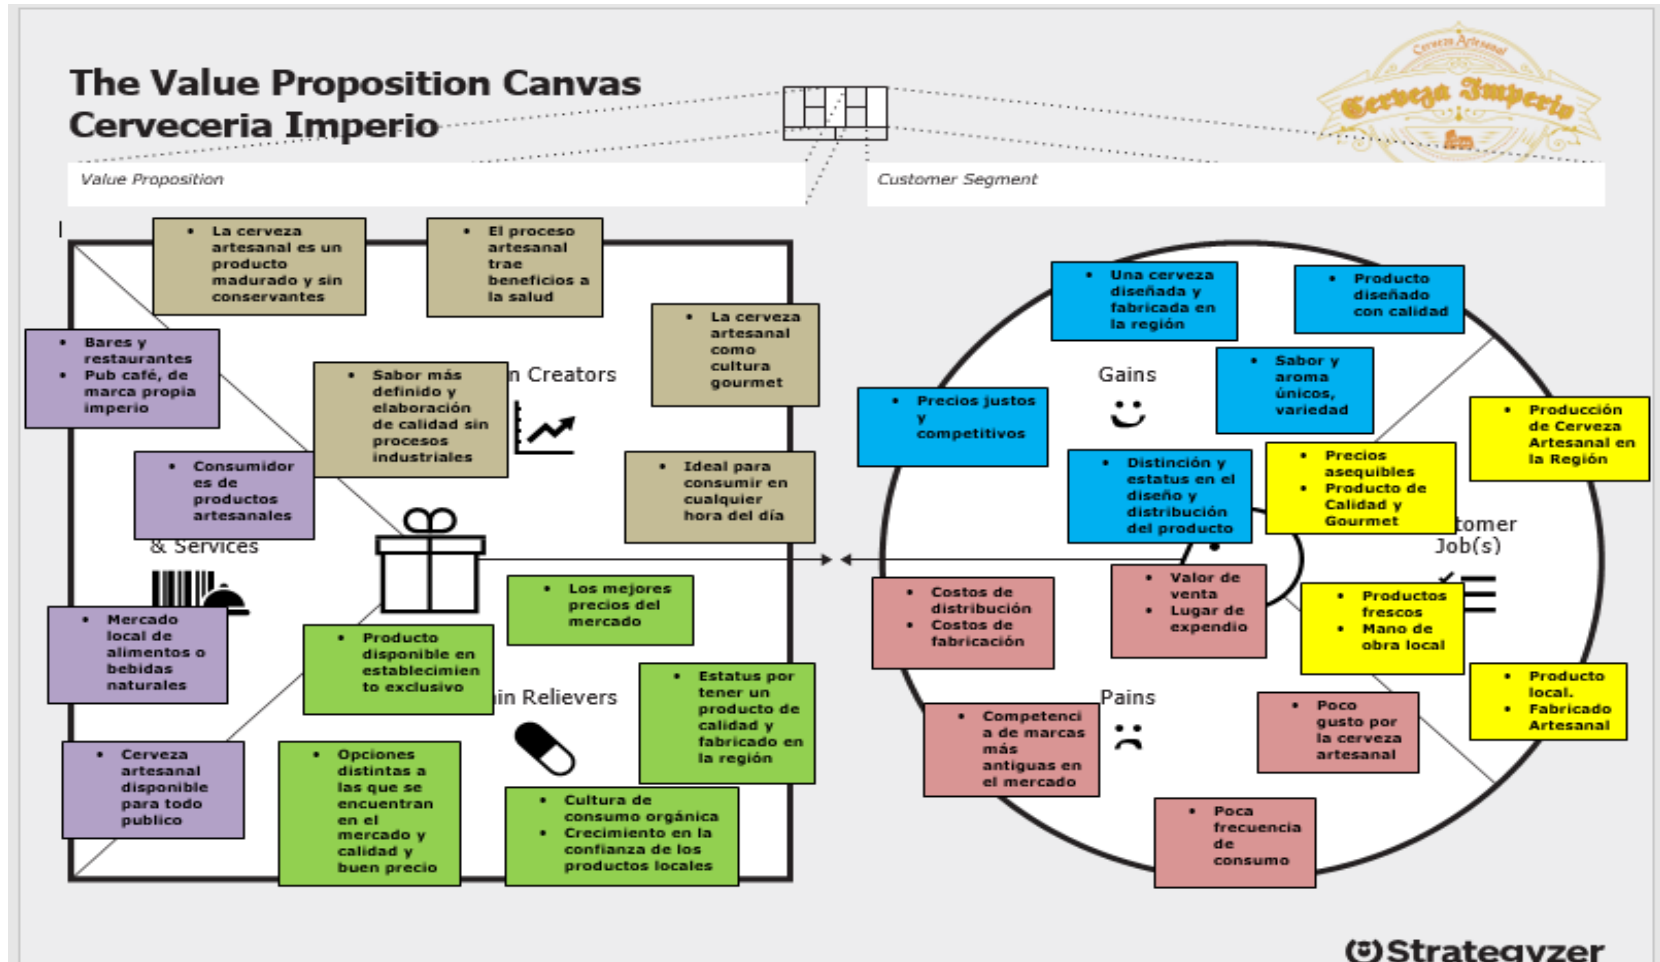 Cerveza Artesanal
Cerveza Imperio
The Value Proposition Canvas
Cerveceria Imperio
Value Proposition
Customer Segment
• La cerveza
artesanal es un
producto
madurado y sin
conservantes
• El proceso
artesanal
trae
beneficios a
la salud
• La cerveza
artesanal
como
cultura
gourmet
• Bares y
restaurantes
• Pub café, de
marca propia
imperio
• Sabor más
definido y
elaboración
de calidad sin
procesos
industriales
n Creators
• Consumidor
es de
productos
artesanales
• Ideal para
consumir en
cualquier
hora del día
& Services
• Mercado
local de
alimentos o
bebidas
naturales
• Cerveza
artesanal
disponible
para todo
publico
• Los mejores
precios del
mercado
• Producto
disponible en
establecimien
to exclusivo
ain Relievers
• Estatus por
tener un
producto de
calidad y
fabricado en
la región
• Opciones
distintas a
las que se
encuentran
en el
mercado y
calidad y
buen precio
• Cultura de
consumo orgánica
• Crecimiento en la
confianza de los
productos locales
• Una cerveza
diseñada y
fabricada en
la región
• Producto
diseñado
con calidad
Gains
• Sabor y
aroma
únicos,
variedad
• Precios justos
y
competitivos
• Distinción y
estatus en el
diseño y
distribución
del producto
• Producción
de Cerveza
Artesanal en
la Región
• Precios
asequibles
• Producto de
Calidad y
Gourmet
tomer
Job(s)
• Productos
frescos
• Mano de
obra local
• Producto
local.
• Fabricado
Artesanal
• Costos de
distribución
• Costos de
fabricación
• Valor de
venta
• Lugar de
expendio
Pains
• Competenci
a de marcas
más
antiguas en
el mercado
• Poco
gusto por
la cerveza
artesanal
• Poca
frecuencia
de
consumo
Strategyzer